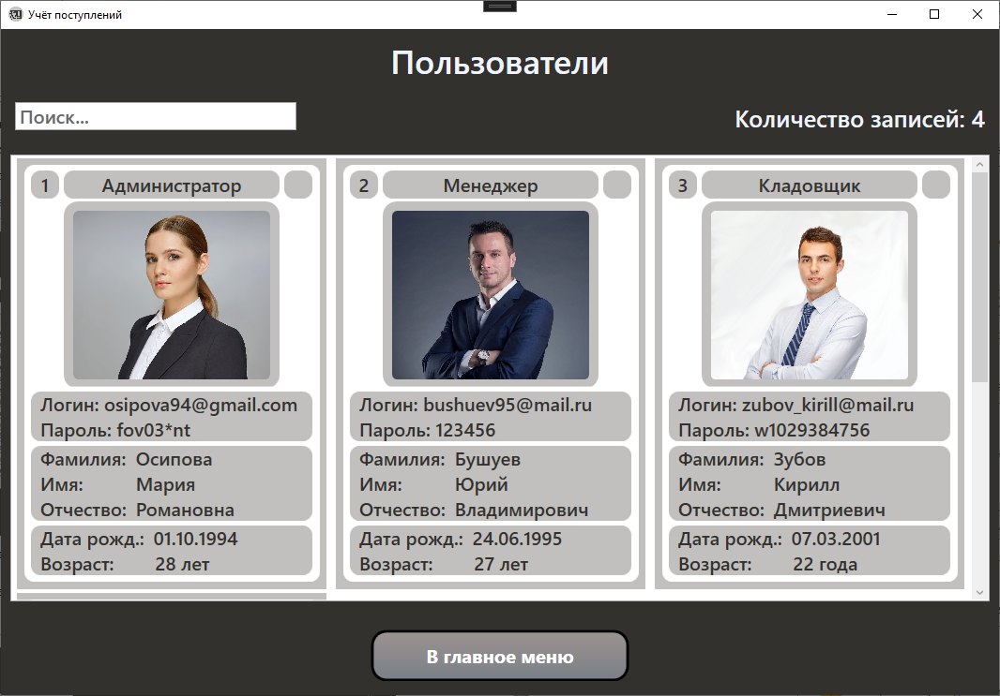 Учёт поступлений
Пользователи
Поиск...
Количество записей: 4
1 Администратор
Логин: osipova94@gmail.com
Пароль: fov03*nt
Фамилия: Осипова
Имя: Мария
Отчество: Романовна
Дата рожд.: 01.10.1994
Возраст: 28 лет
2 Менеджер
Логин: bushuev95@mail.ru
Пароль: 123456
Фамилия: Бушуев
Имя: Юрий
Отчество: Владимирович
Дата рожд.: 24.06.1995
Возраст: 27 лет
3 Кладовщик
Логин: zubov_kirill@mail.ru
Пароль: w1029384756
Фамилия: Зубов
Имя: Кирилл
Отчество: Дмитриевич
Дата рожд.: 07.03.2001
Возраст: 22 года
В главное меню